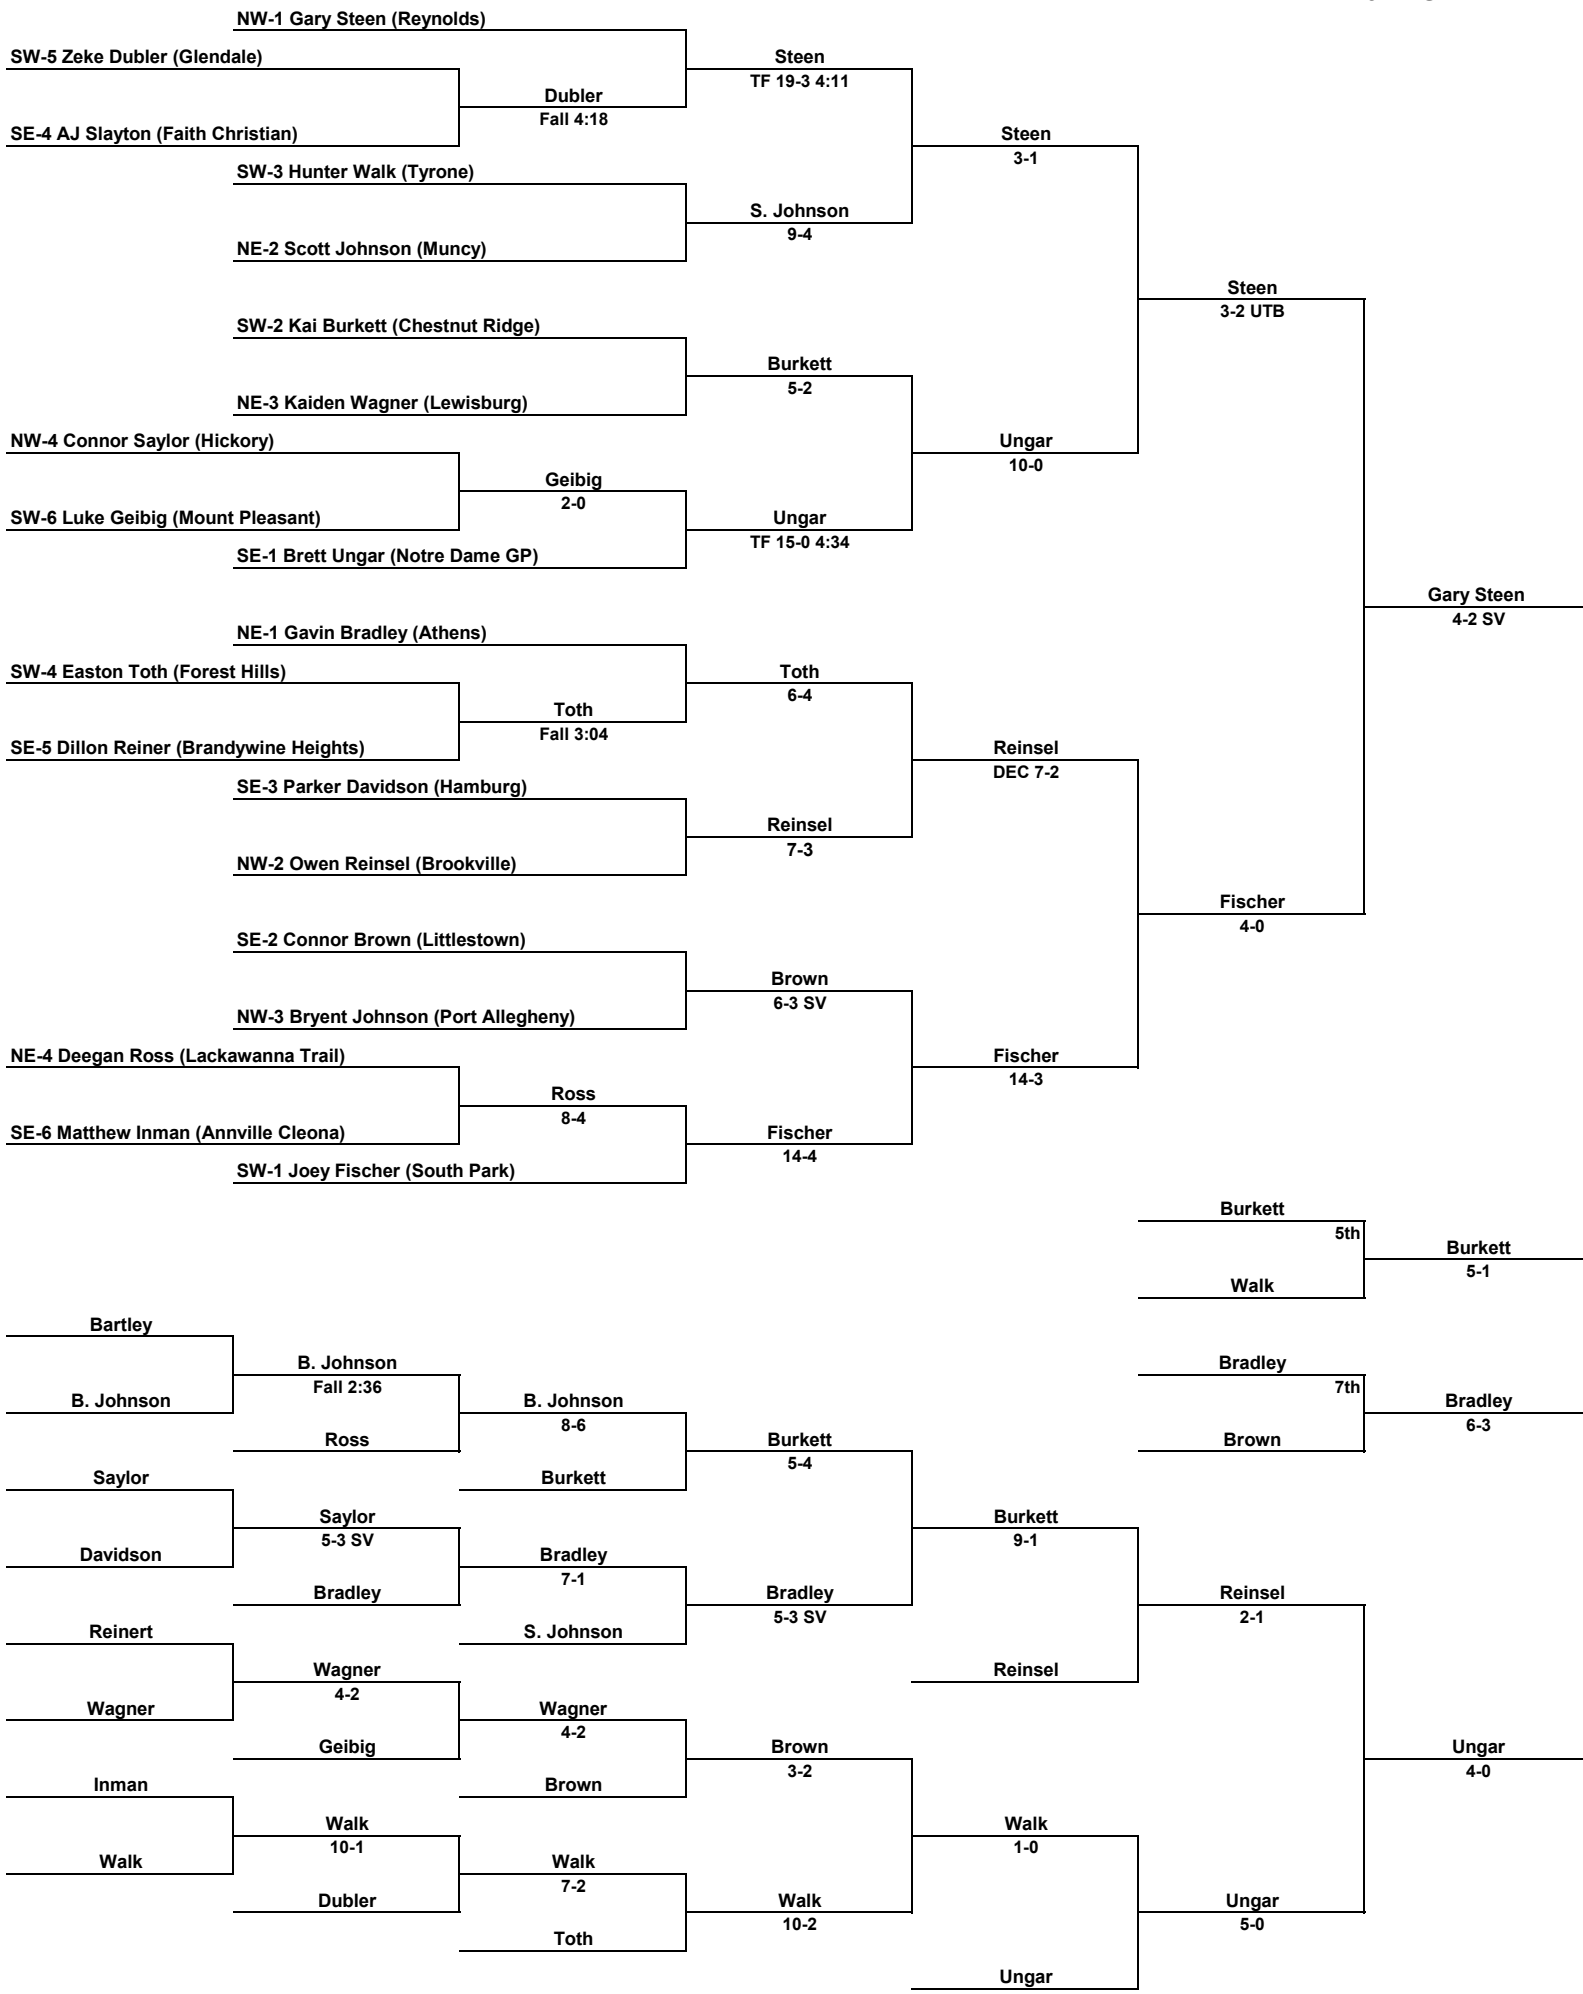 NW-1 Gary Steen (Reynolds)
SW-5 Zeke Dubler (Glendale)
Steen
TF 19-3 4:11
Dubler
Fall 4:18
SE-4 AJ Slayton (Faith Christian)
Steen
3-1
SW-3 Hunter Walk (Tyrone)
S. Johnson
9-4
NE-2 Scott Johnson (Muncy)
Steen
3-2 UTB
SW-2 Kai Burkett (Chestnut Ridge)
Burkett
5-2
NE-3 Kaiden Wagner (Lewisburg)
NW-4 Connor Saylor (Hickory)
Ungar
10-0
Geibig
2-0
SW-6 Luke Geibig (Mount Pleasant)
Ungar
TF 15-0 4:34
SE-1 Brett Ungar (Notre Dame GP)
Gary Steen
4-2 SV
NE-1 Gavin Bradley (Athens)
SW-4 Easton Toth (Forest Hills)
Toth
6-4
Toth
Fall 3:04
SE-5 Dillon Reiner (Brandywine Heights)
Reinsel
DEC 7-2
SE-3 Parker Davidson (Hamburg)
Reinsel
7-3
NW-2 Owen Reinsel (Brookville)
Fischer
4-0
SE-2 Connor Brown (Littlestown)
Brown
6-3 SV
NW-3 Bryent Johnson (Port Allegheny)
NE-4 Deegan Ross (Lackawanna Trail)
Fischer
14-3
Ross
8-4
SE-6 Matthew Inman (Annville Cleona)
Fischer
14-4
SW-1 Joey Fischer (South Park)
Burkett
5th
Burkett
5-1
Walk
Bartley
B. Johnson
Fall 2:36
Bradley
7th
B. Johnson
B. Johnson
8-6
Bradley
6-3
Ross
Burkett
5-4
Brown
Saylor
Burkett
Saylor
5-3 SV
Burkett
9-1
Davidson
Bradley
7-1
Bradley
Bradley
5-3 SV
Reinsel
2-1
Reinert
S. Johnson
Wagner
4-2
Reinsel
Wagner
Wagner
4-2
Geibig
Brown
3-2
Ungar
4-0
Inman
Brown
Walk
10-1
Walk
1-0
Walk
Walk
7-2
Dubler
Walk
10-2
Ungar
5-0
Toth
Ungar